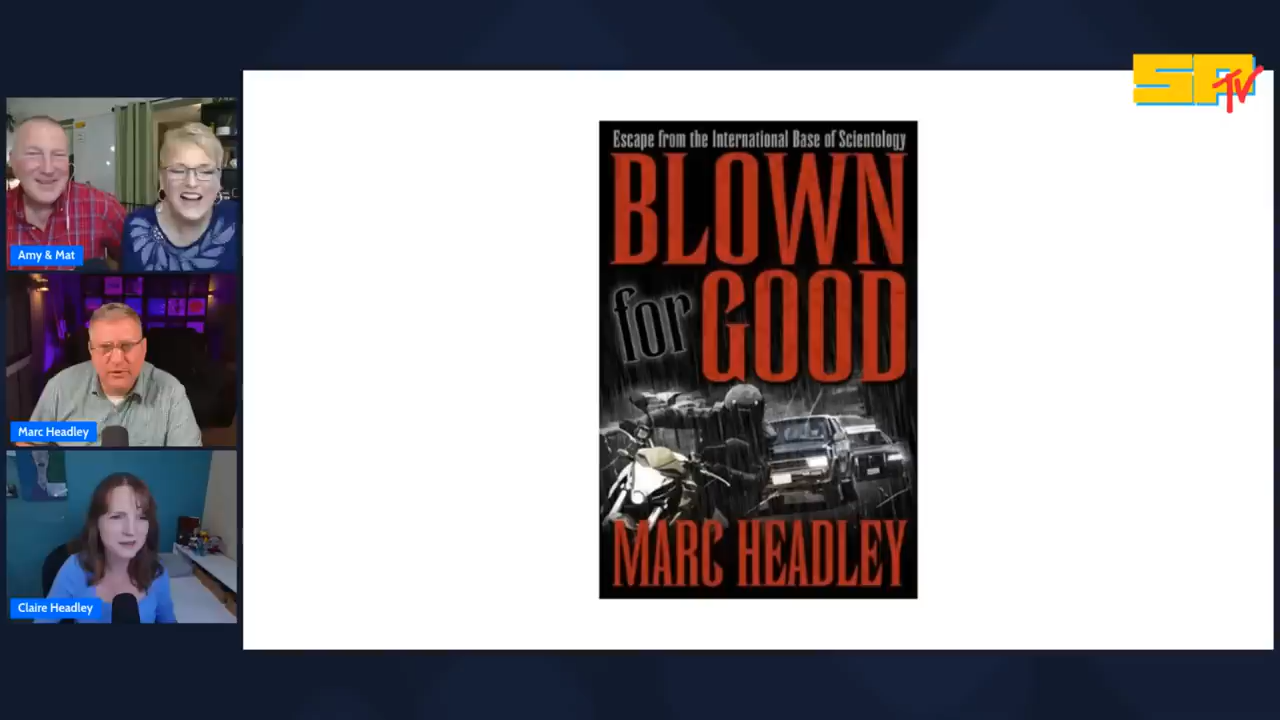 SP TV
Amy & Mat
Marc Headley
Claire Headley
Escape from the International Base of Scientology
BLOWN
for GOOD
MARC HEADLEY